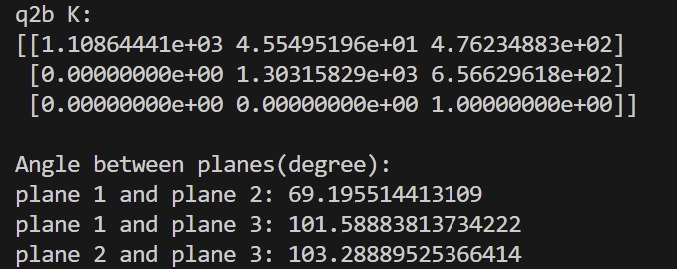 q2b K:
[[1.10864441e+03 4.55495196e+01 4.76234883e+02]
[0.00000000e+00 1.30315829e+03 6.56629618e+02]
[0.00000000e+00 0.00000000e+00 1.00000000e+00]]
Angle between planes(degree):
plane 1 and plane 2: 69.195514413109
plane 1 and plane 3: 101.58883813734222
plane 2 and plane 3: 103.28889525366414